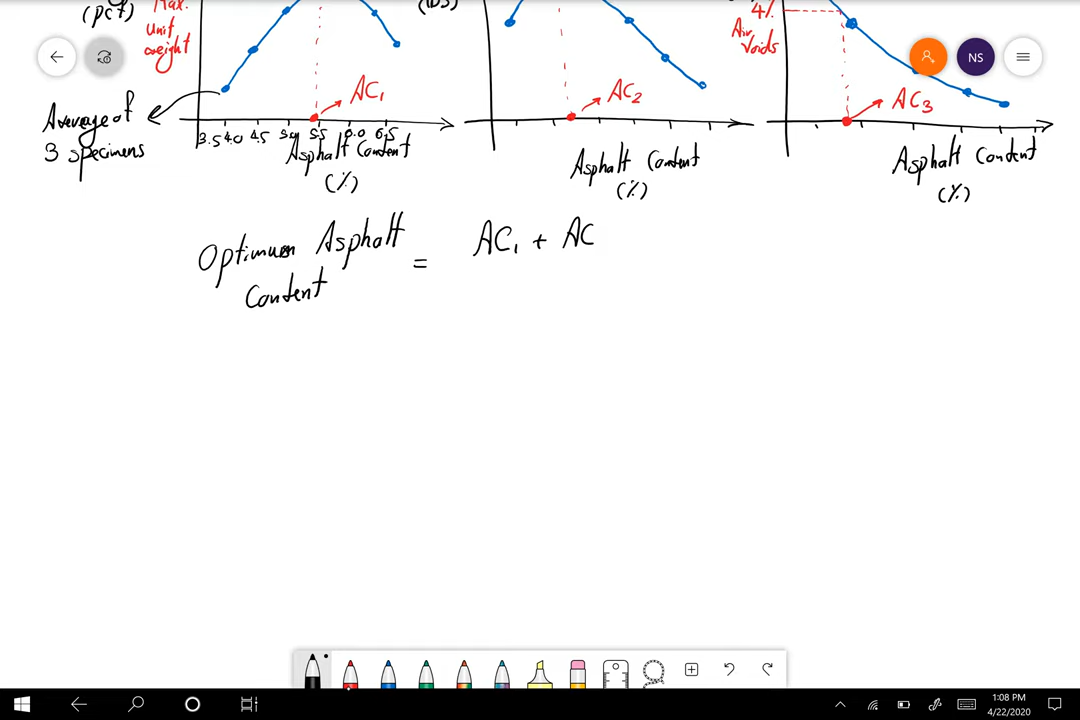 (pcf)
Max.
unit
weight
(lbs)
4%
Air
Voids
NS
Average of
3 specimens
AC1
AC2
AC3
3.5 4.0 4.5 5.0 5.5 6.0 6.5
Asphalt Content
(%)
Asphalt Content
(%)
Asphalt Content
(%)
Optimum Asphalt
Content
=
AC1 + AC
1:08 PM
4/22/2020